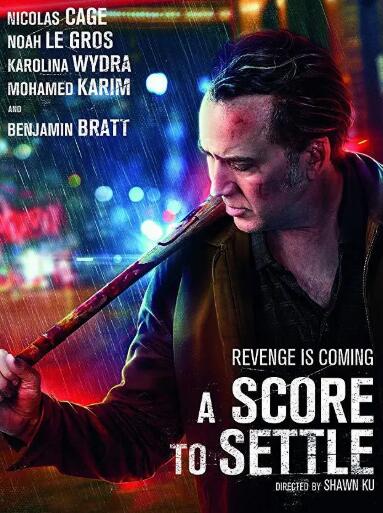 NICOLAS CAGE
NOAH LE GROS
KAROLINA WYDRA
MOHAMED KARIM
AND
BENJAMIN BRATT
REVENGE IS COMING
A SCORE
TO SETTLE
DIRECTED BY SHAWN KU